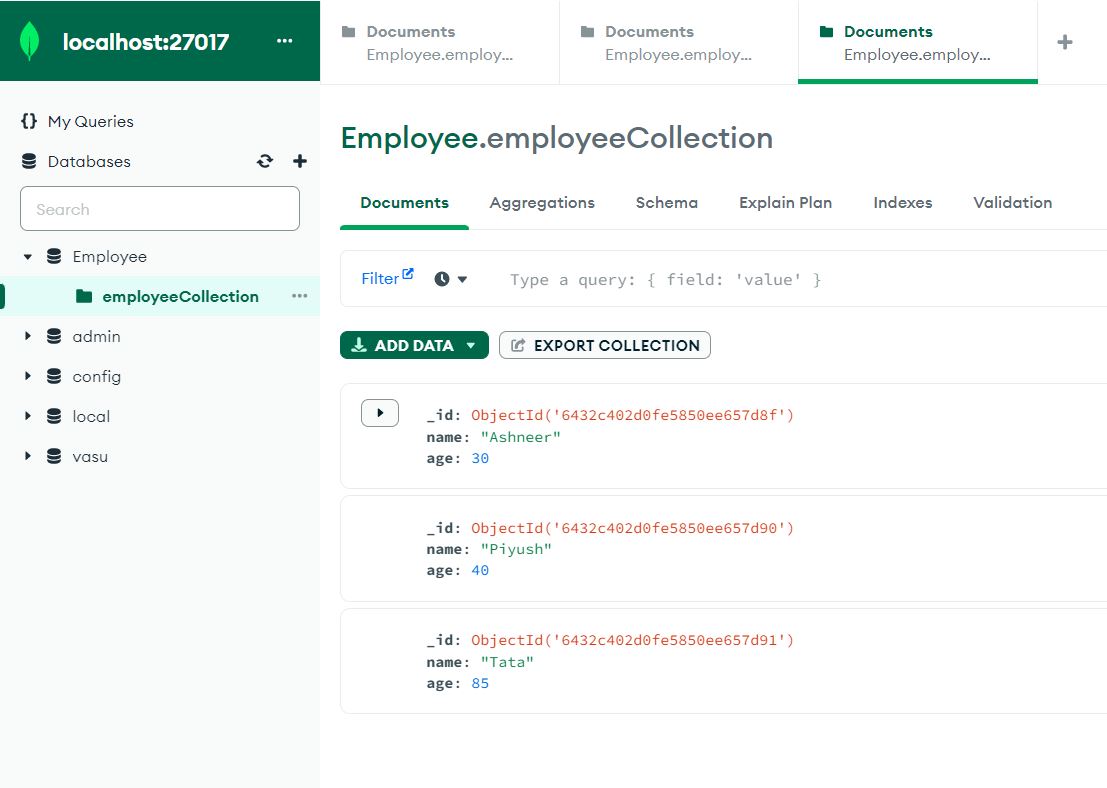 localhost:27017
...
{} My Queries
Databases
Search
Employee
employeeCollection
...
admin
config
local
vasu
Documents
Employee.employ...
Documents
Employee.employ...
Documents
Employee.employ...
+
Employee.employeeCollection
Documents Aggregations Schema Explain Plan Indexes Validation
Filter Type a query: { field: 'value' }
ADD DATA EXPORT COLLECTION
_id: ObjectId('6432c402d0fe5850ee657d8f')
name: "Ashneer"
age: 30
_id: ObjectId('6432c402d0fe5850ee657d90')
name: "Piyush"
age: 40
_id: ObjectId('6432c402d0fe5850ee657d91')
name: "Tata"
age: 85